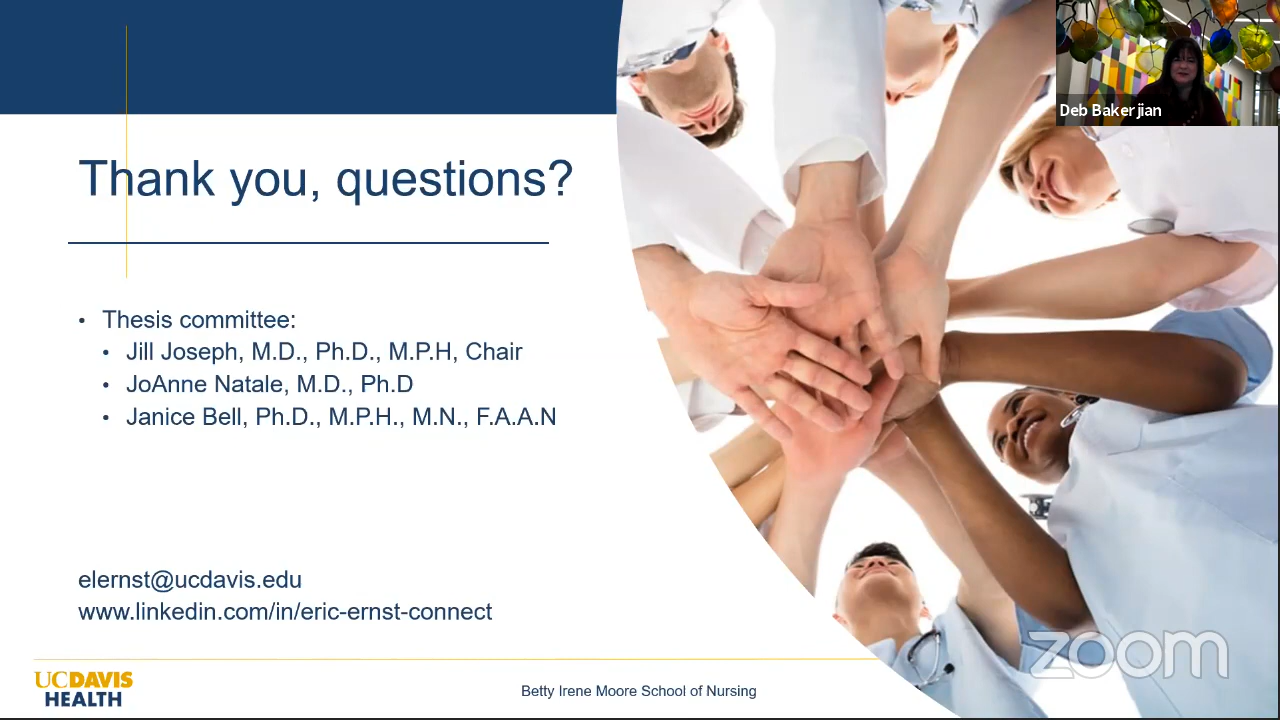 Deb Bakerjian
Thank you, questions?
• Thesis committee:
• Jill Joseph, M.D., Ph.D., M.P.H, Chair
• JoAnne Natale, M.D., Ph.D
• Janice Bell, Ph.D., M.P.H., M.N., F.A.A.N
elernst@ucdavis.edu
www.linkedin.com/in/eric-ernst-connect
zoom
UCDAVIS
HEALTH
Betty Irene Moore School of Nursing